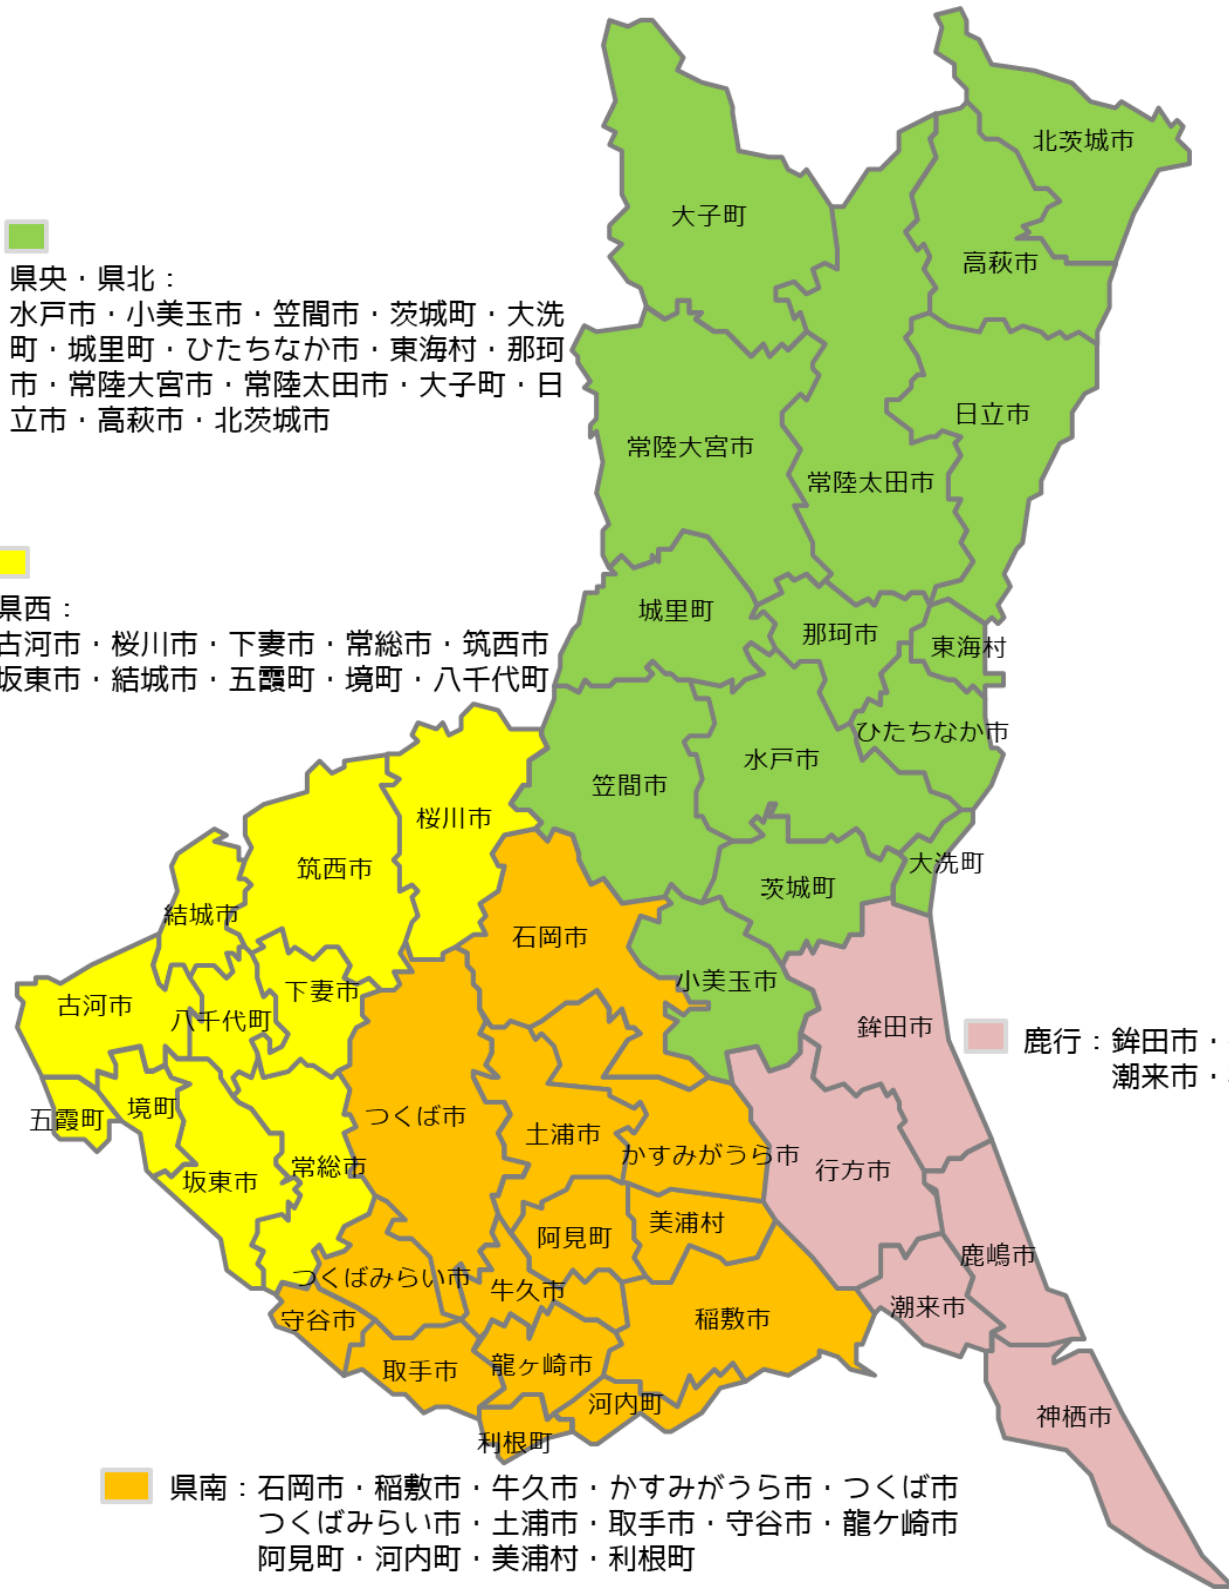 北茨城市
大子町
高萩市
県央・県北：
水戸市・小美玉市・笠間市・茨城町・大洗
町・城里町・ひたちなか市・東海村・那珂
市・常陸大宮市・常陸太田市・大子町・日
立市・高萩市・北茨城市
日立市
常陸大宮市
常陸太田市
県西：
古河市・桜川市・下妻市・常総市・筑西市
坂東市・結城市・五霞町・境町・八千代町
城里町
那珂市
東海村
ひたちなか市
水戸市
笠間市
桜川市
筑西市
大洗町
茨城町
結城市
石岡市
小美玉市
下妻市
古河市
八千代町
鉾田市
鹿行：鉾田市・
潮来市・
境町
五霞町
つくば市
土浦市
かすみがうら市
常総市
坂東市
行方市
美浦村
阿見町
鹿嶋市
つくばみらい市
牛久市
潮来市
守谷市
稲敷市
龍ヶ崎市
取手市
河内町
神栖市
利根町
県南：石岡市・稲敷市・牛久市・かすみがうら市・つくば市
つくばみらい市・土浦市・取手市・守谷市・龍ケ崎市
阿見町・河内町・美浦村・利根町